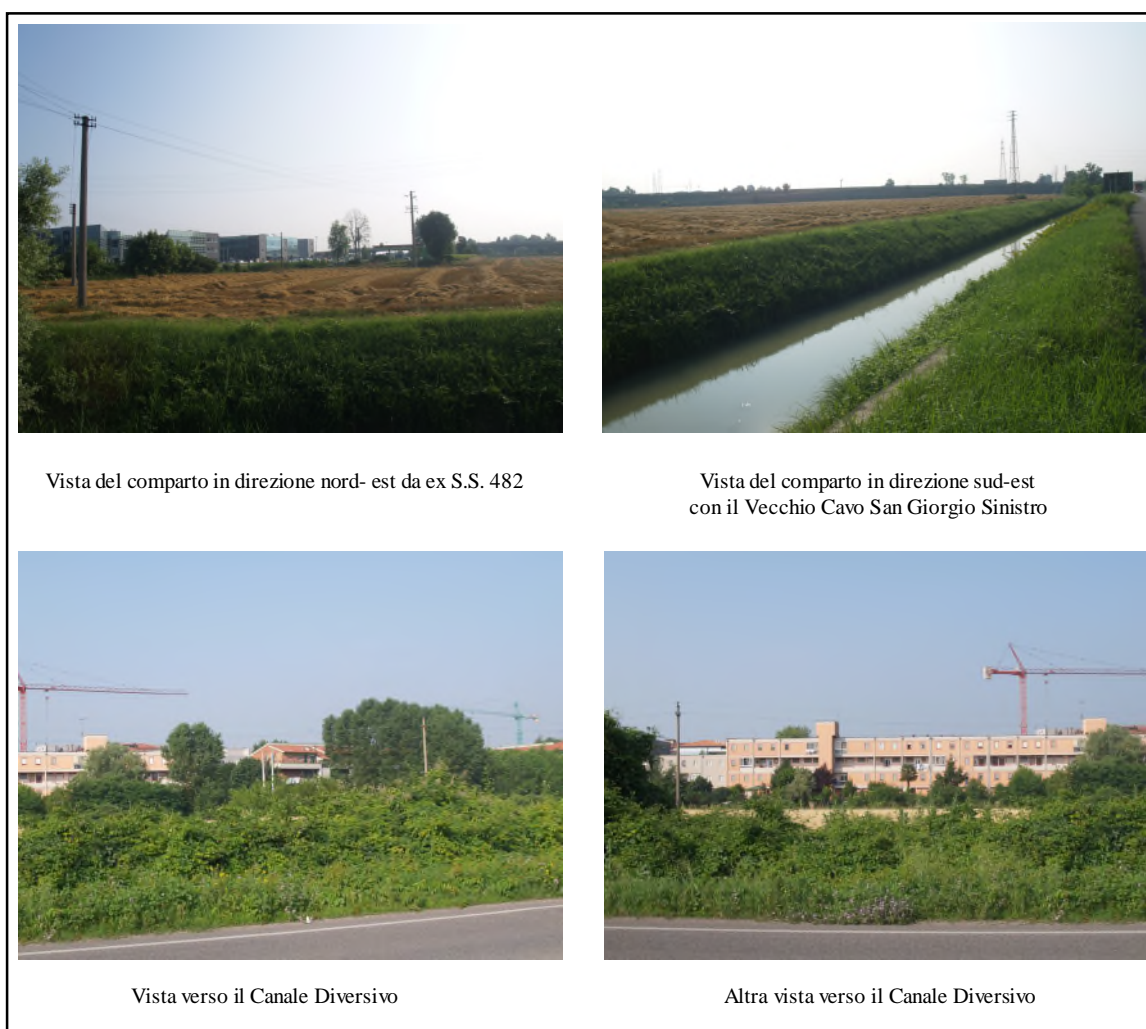 Vista del comparto in direzione nord- est da ex S.S. 482
Vista del comparto in direzione sud-est
con il Vecchio Cavo San Giorgio Sinistro
Vista verso il Canale Diversivo
Altra vista verso il Canale Diversivo